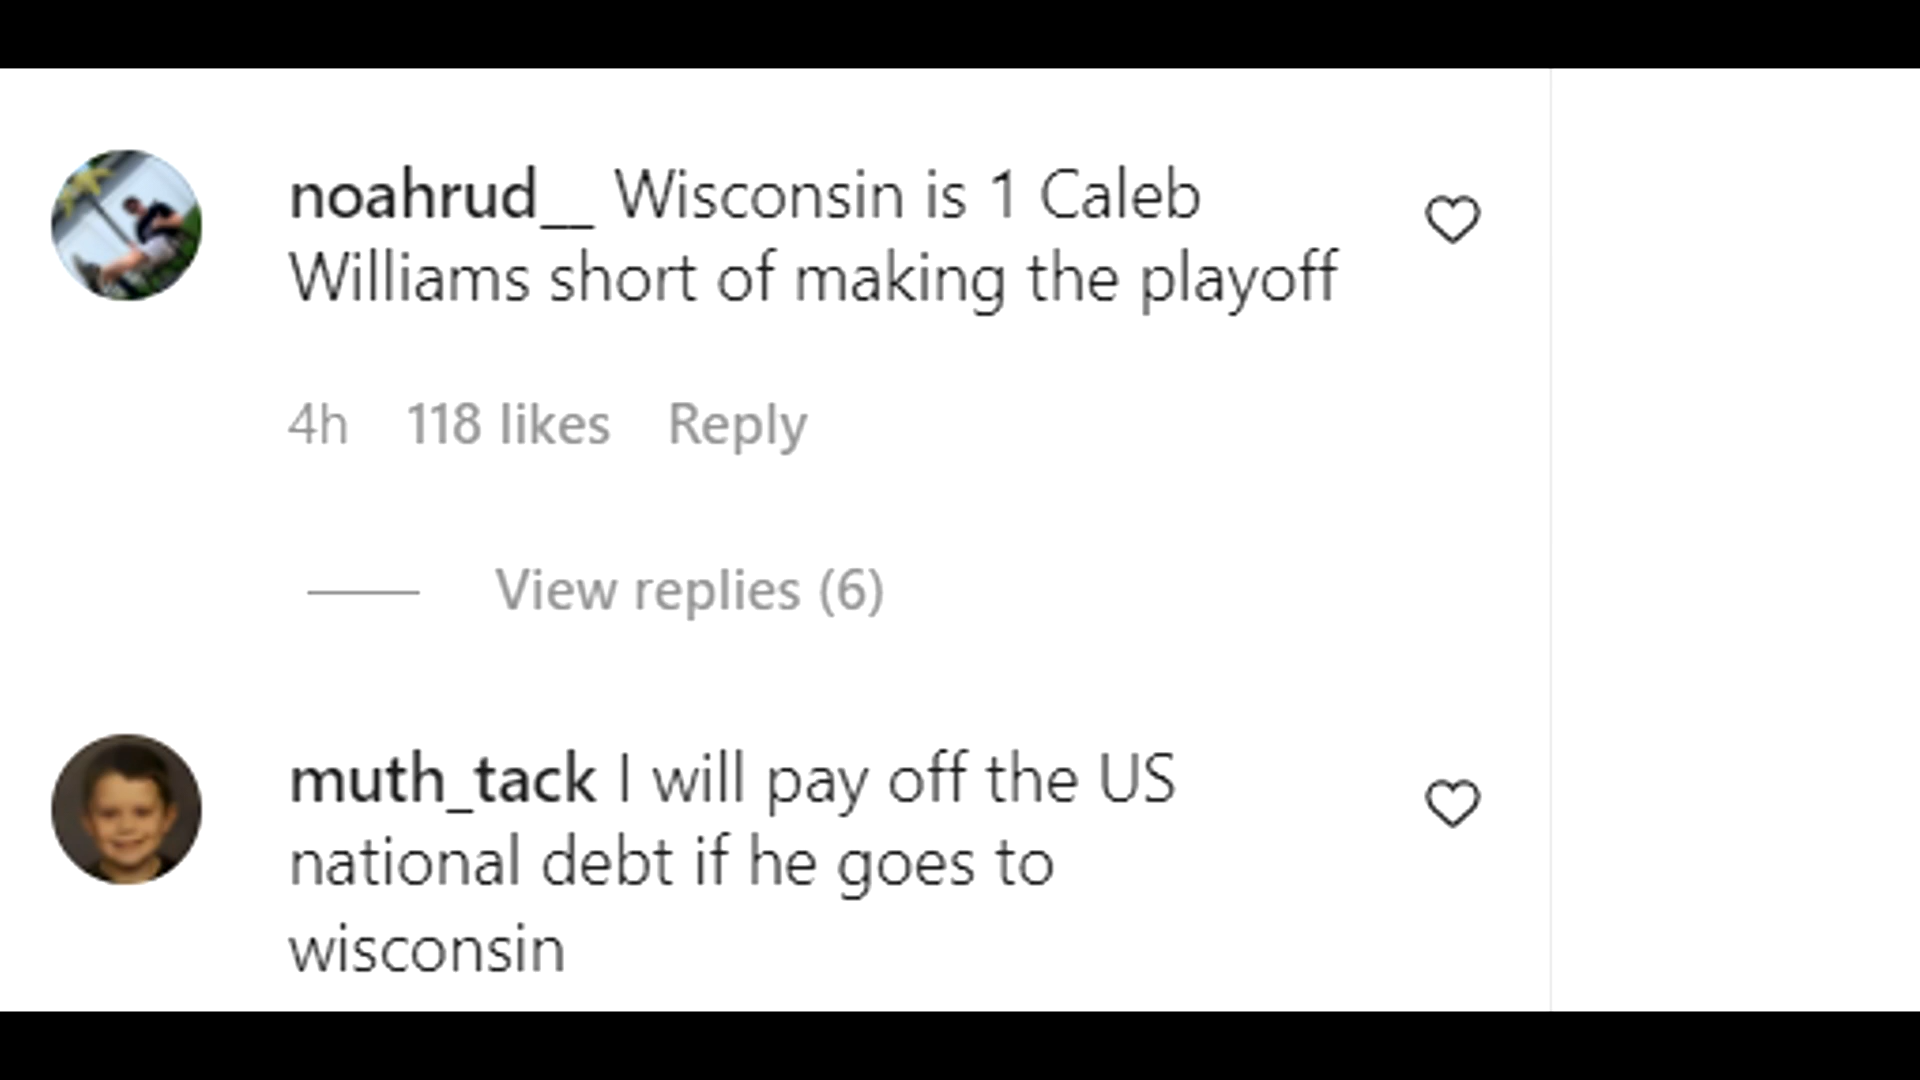 noahrud__ Wisconsin is 1 Caleb
Williams short of making the playoff
4h 118 likes Reply
View replies (6)
muth_tack I will pay off the US
national debt if he goes to
wisconsin